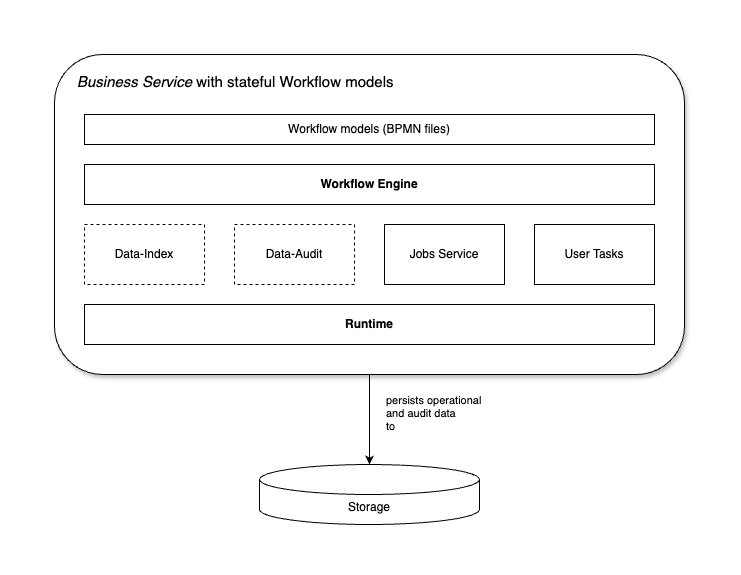 Business Service with stateful Workflow models
Workflow models (BPMN files)
Workflow Engine
Data-Index
Data-Audit
Jobs Service
User Tasks
Runtime
persists operational
and audit data
to
Storage